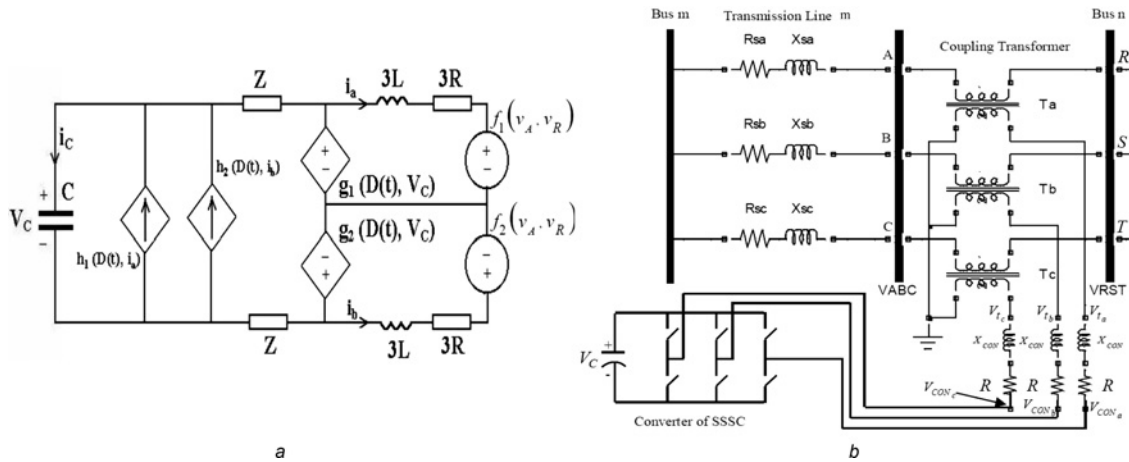 Z
i_a
3L
3R
f_1(v_A . v_R)
i_C
+
C
V_C
-
h_2 (D(t), i_b)
h_1 (D(t), i_a)
+
-
g_1 (D(t), V_C)
g_2 (D(t), V_C)
-
+
+
-
f_2(v_A . v_R)
-
+
Z
i_b
3L
3R
a
Bus m
Transmission Line m
Bus n
Coupling Transformer
Rsa
Xsa
A
R
Ta
Rsb
Xsb
B
S
Tb
Rsc
Xsc
C
T
Tc
VABC
VRST
V_tc
V_tb
V_ta
x_CON
x_CON
x_CON
+
V_C
-
R
R
R
V_CONc
V_CONb
V_CONa
Converter of SSSC
b